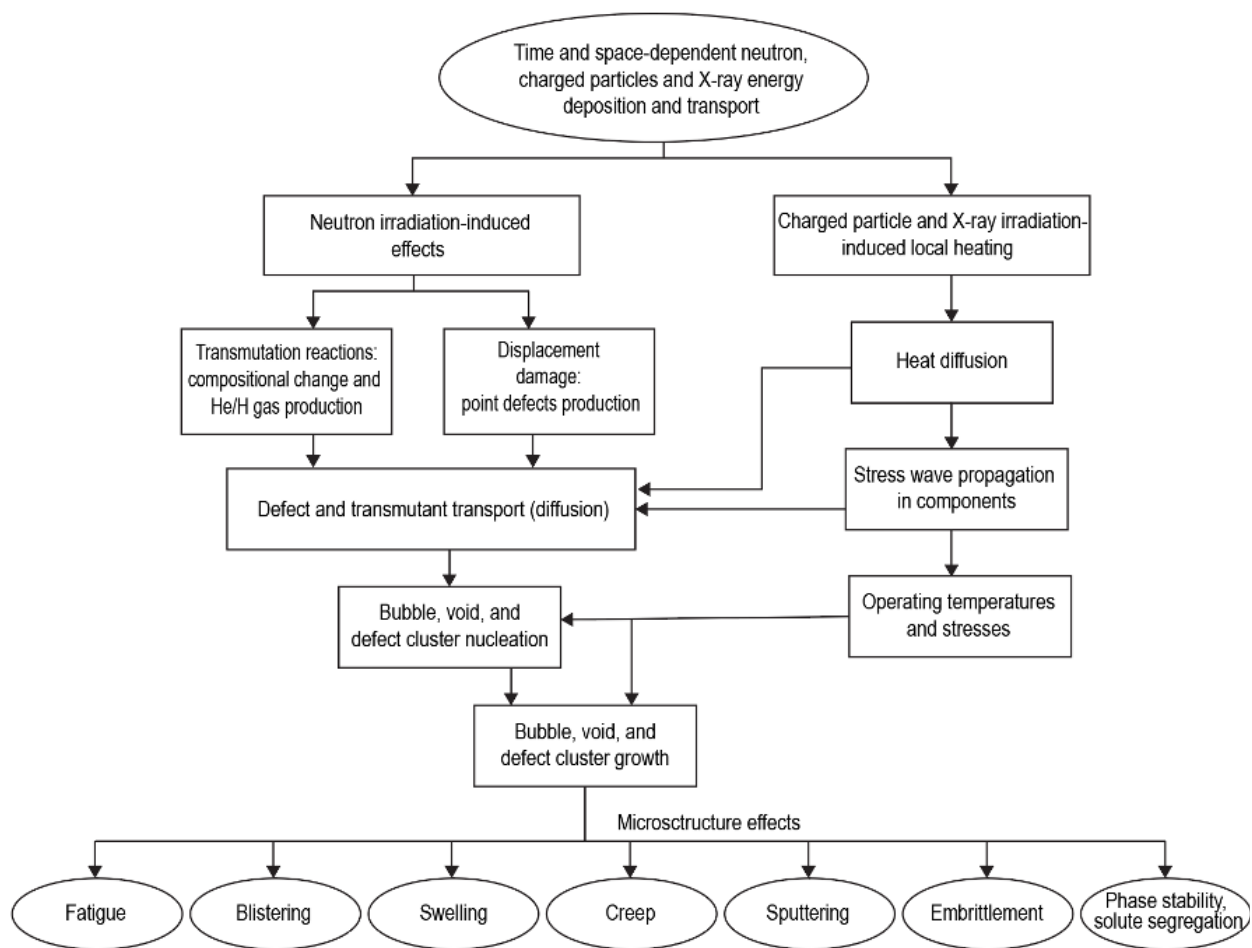 Time and space-dependent neutron,
charged particles and X-ray energy
deposition and transport
Neutron irradiation-induced
effects
Charged particle and X-ray irradiation-
induced local heating
Transmutation reactions:
compositional change and
He/H gas production
Displacement
damage:
point defects production
Heat diffusion
Defect and transmutant transport (diffusion)
Stress wave propagation
in components
Bubble, void, and
defect cluster nucleation
Operating temperatures
and stresses
Bubble, void, and
defect cluster growth
Microsctructure effects
Fatigue
Blistering
Swelling
Creep
Sputtering
Embrittlement
Phase stability,
solute segregation